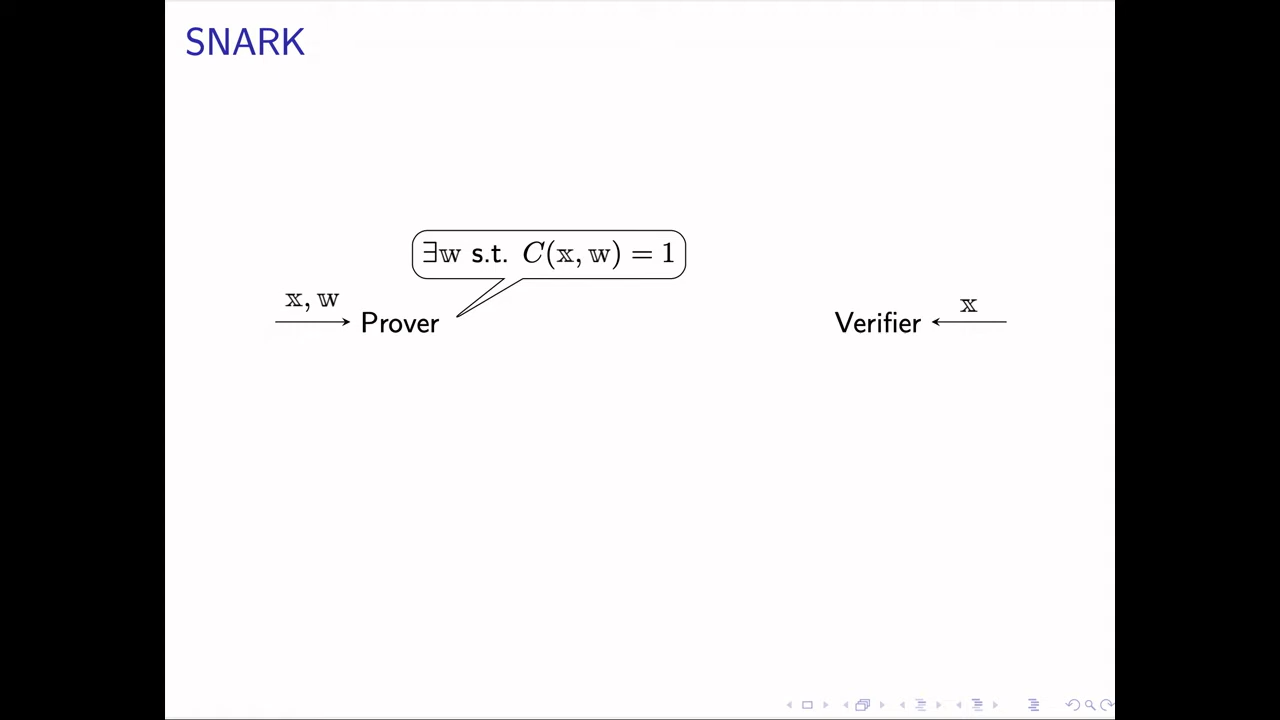 SNARK
∃𝕨 s.t. C(𝕩, 𝕨) = 1
𝕩, 𝕨
Prover
Verifier
𝕩